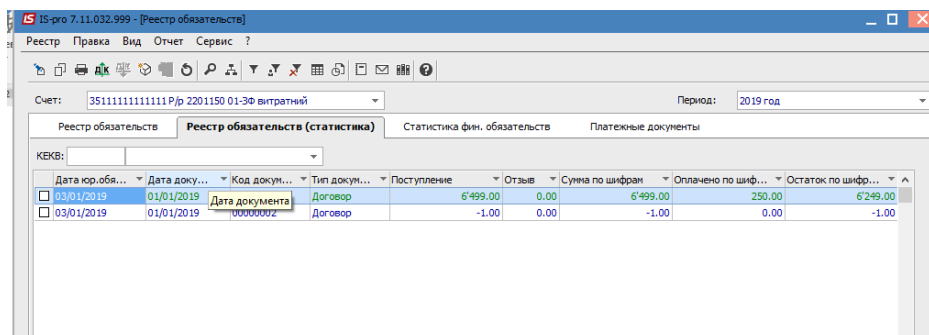 IS-pro 7.11.032.999 - [Реестр обязательств]
Реестр Правка Вид Отчет Сервис ?
Счет: 35111111111111 Р/р 2201150 01-ЗФ витратний Период: 2019 год
Реестр обязательств Реестр обязательств (статистика) Статистика фин. обязательств Платежные документы
КЕКВ:
Дата юр.обя... Дата доку... Код докум... Тип докум... Поступление Отзыв Сумма по шифрам Оплачено по шиф... Остаток по шифр...
03/01/2019 01/01/2019 Дата документа Договор 6'499.00 0.00 6'499.00 250.00 6'249.00
03/01/2019 01/01/2019 00000002 Договор -1.00 0.00 -1.00 0.00 -1.00